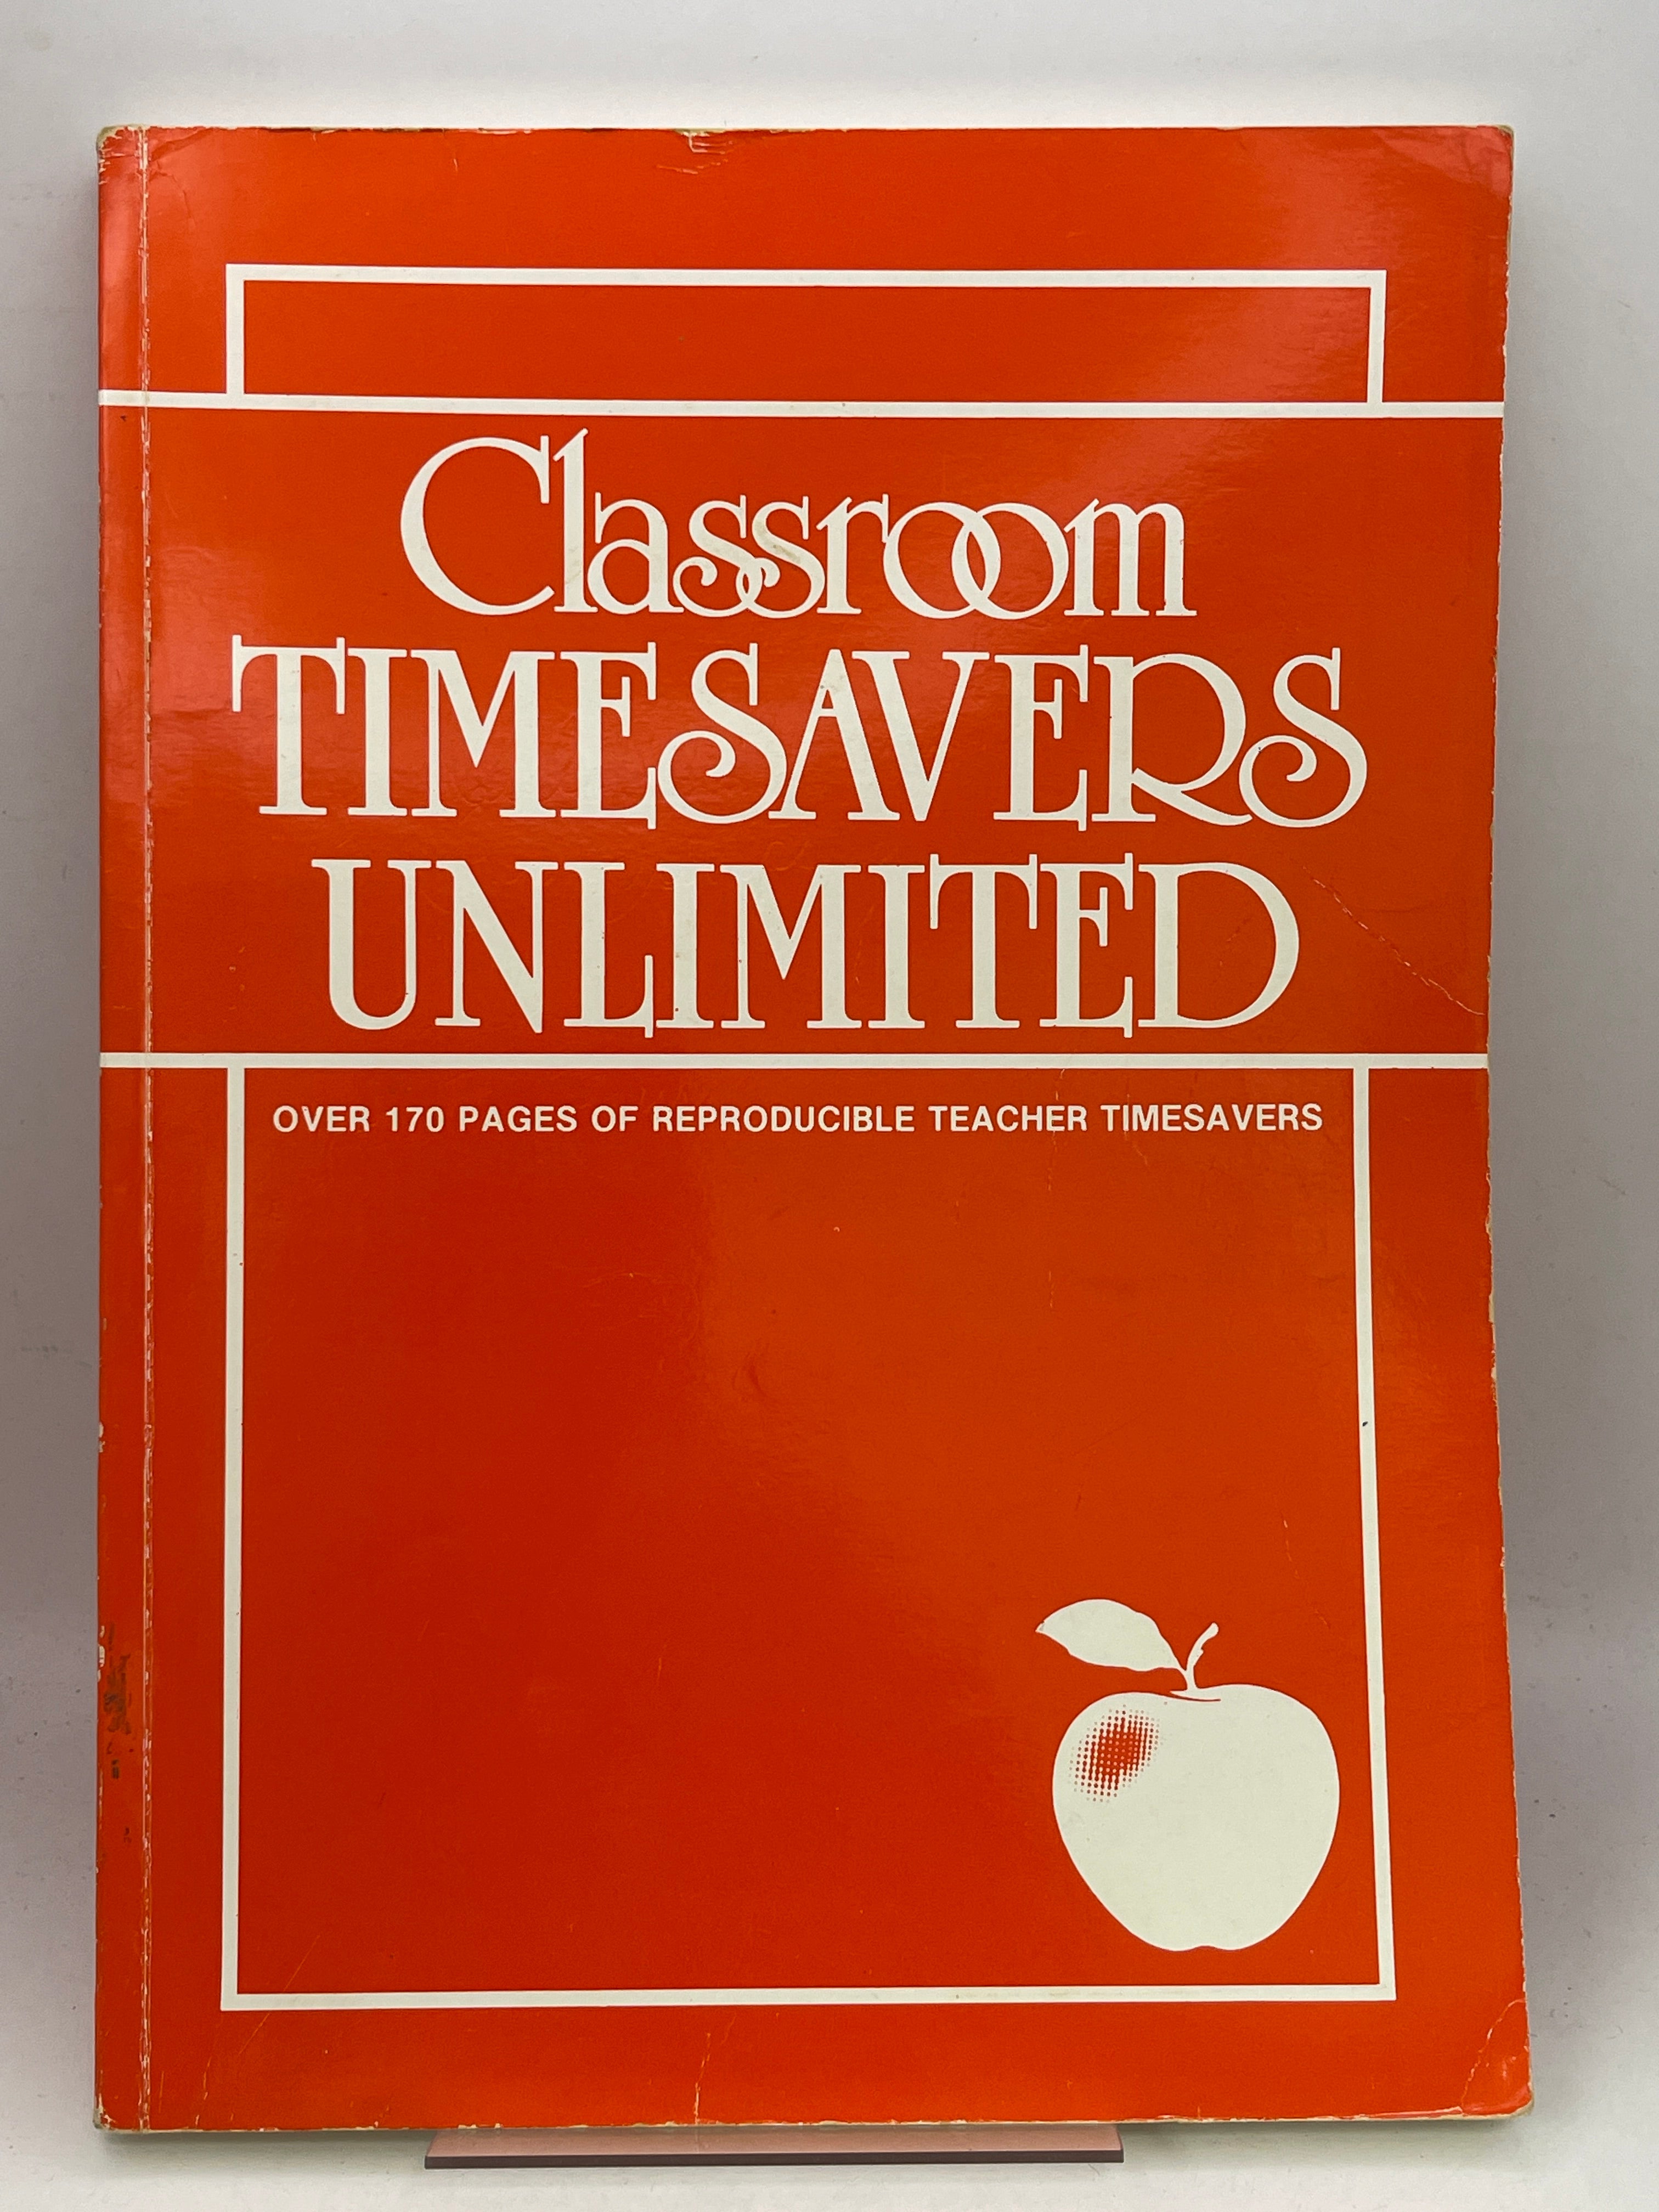 Classroom
TIMESAVERS
UNLIMITED
OVER 170 PAGES OF REPRODUCIBLE TEACHER TIMESAVERS